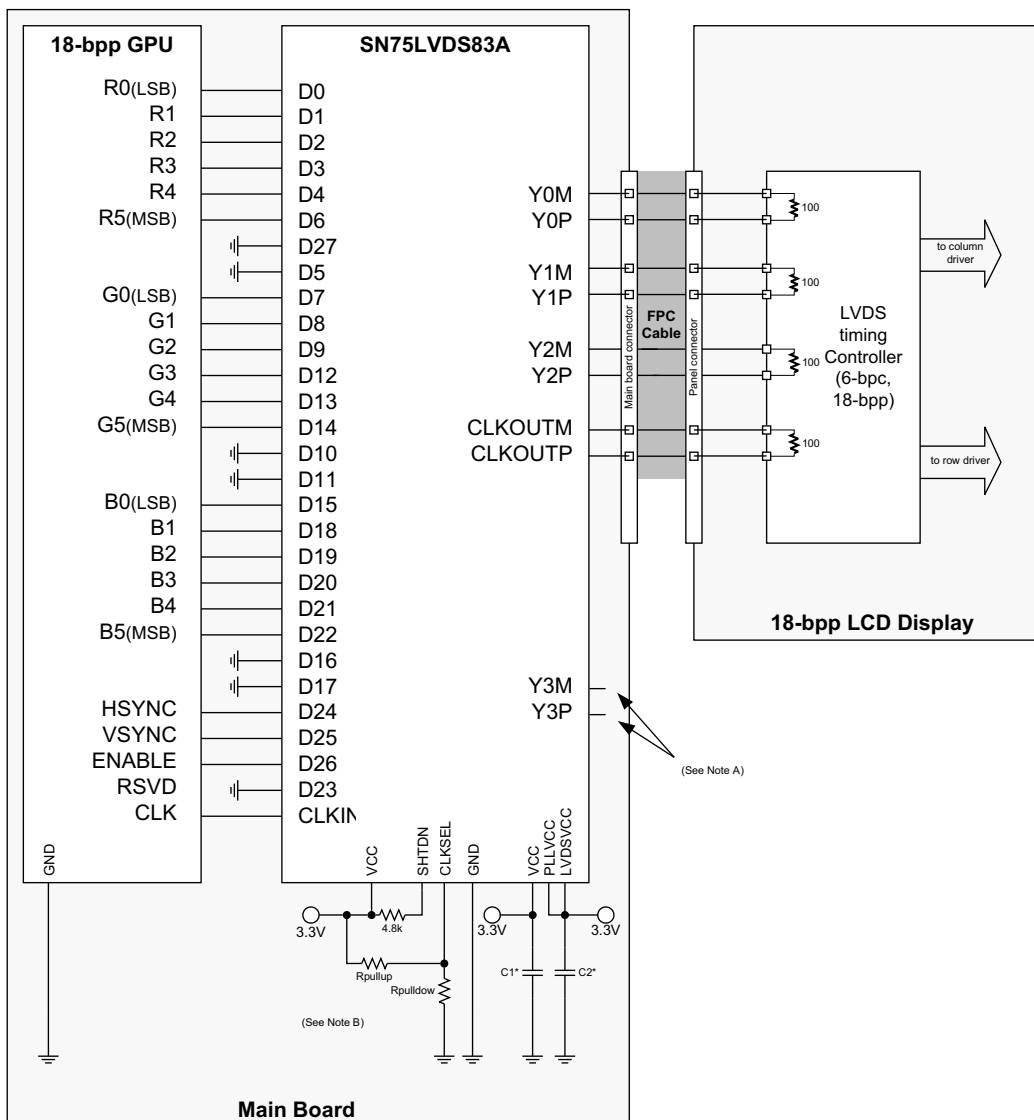 18-bpp GPU
R0(LSB)
R1
R2
R3
R4
R5(MSB)
G0(LSB)
G1
G2
G3
G4
G5(MSB)
B0(LSB)
B1
B2
B3
B4
B5(MSB)
HSYNC
VSYNC
ENABLE
RSVD
CLK
GND
SN75LVDS83A
D0
D1
D2
D3
D4
D6
D27
D5
D7
D8
D9
D12
D13
D14
D10
D11
D15
D18
D19
D20
D21
D22
D16
D17
D24
D25
D26
D23
CLKIN
Y0M
Y0P
Y1M
Y1P
Y2M
Y2P
CLKOUTM
CLKOUTP
Y3M
Y3P
(See Note A)
VCC
SHTDN
CLKSEL
GND
VCC
PLLVCC
LVDSVCC
3.3V
4.8k
3.3V
3.3V
Rpullup
Rpulldow
C1*
C2*
(See Note B)
Main Board
Main board connector
FPC
Cable
Panel connector
100
100
100
100
LVDS
timing
Controller
(6-bpc,
18-bpp)
to column
driver
to row driver
18-bpp LCD Display